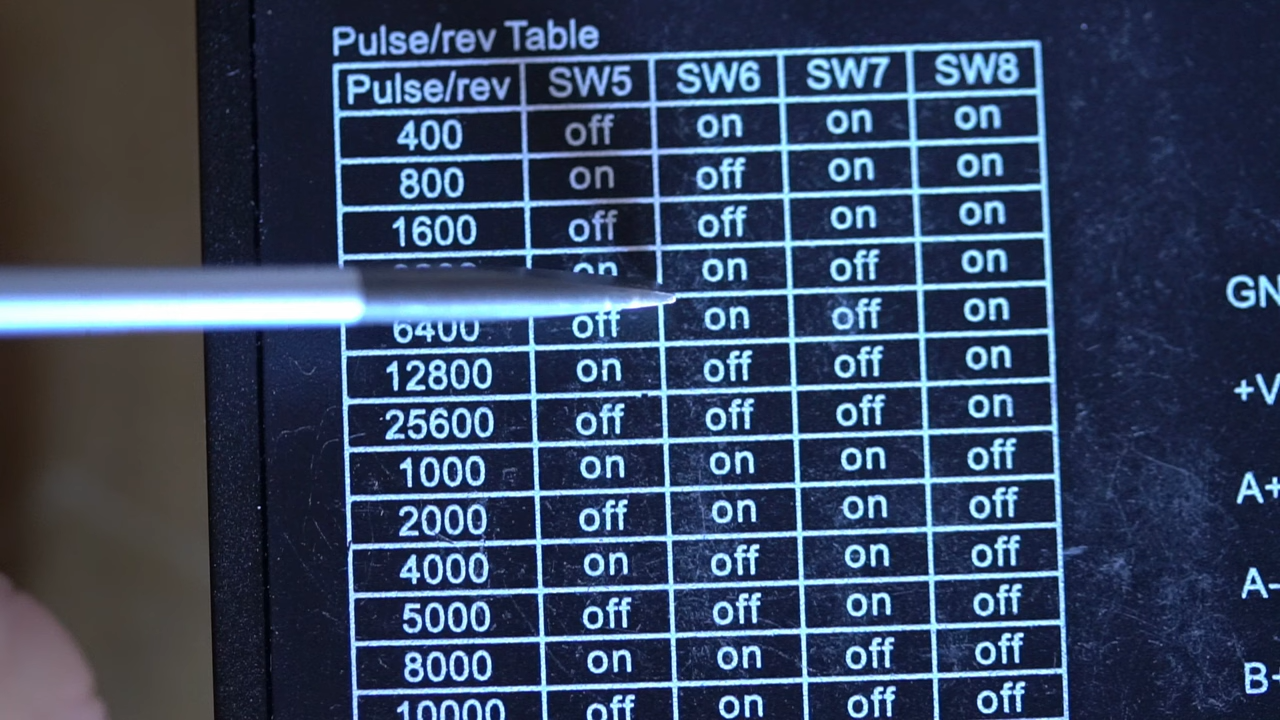 Pulse/rev Table
Pulse/rev SW5 SW6 SW7 SW8
400 off on on on
800 on off on on
1600 off off on on
on on off on
6400 off on off on
12800 on off off on
25600 off off off on
1000 on on on off
2000 off on on off
4000 on off on off
5000 off off on off
8000 on on off off
10000 off on off off
GN
+V
A+
A-
B-